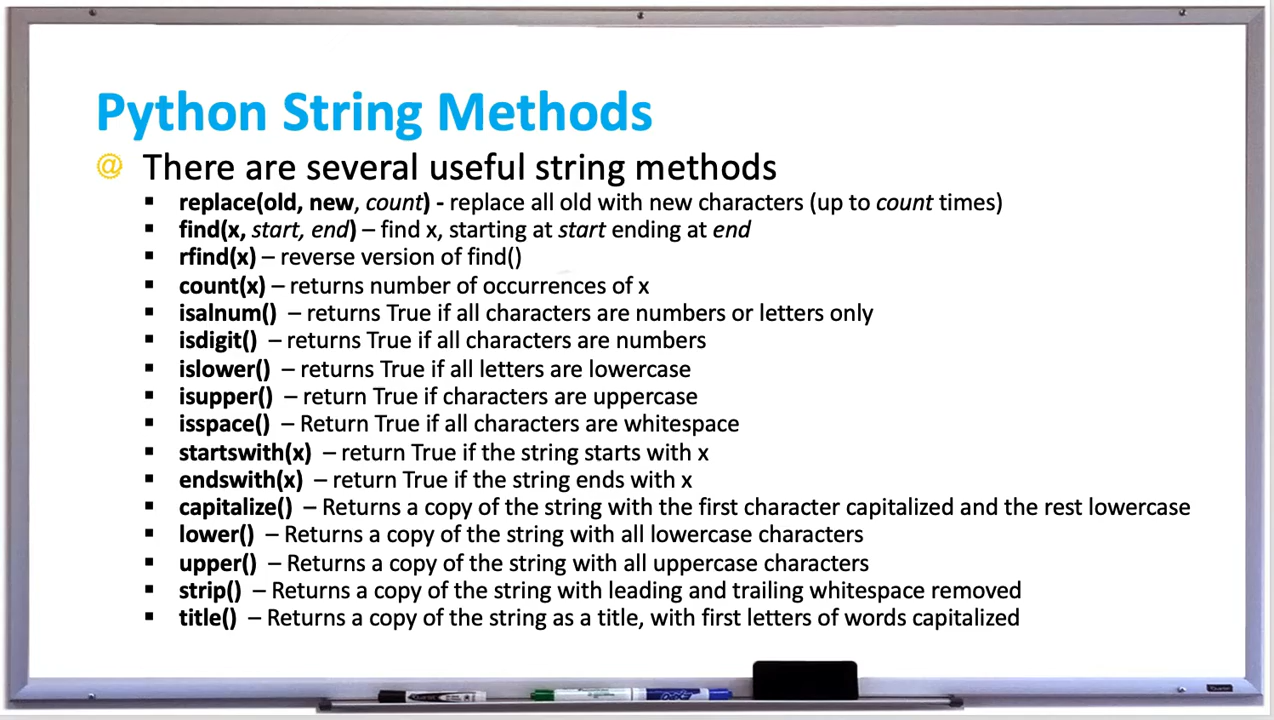 Python String Methods
@ There are several useful string methods
▪ replace(old, new, count) - replace all old with new characters (up to count times)
▪ find(x, start, end) – find x, starting at start ending at end
▪ rfind(x) – reverse version of find()
▪ count(x) – returns number of occurrences of x
▪ isalnum() – returns True if all characters are numbers or letters only
▪ isdigit() – returns True if all characters are numbers
▪ islower() – returns True if all letters are lowercase
▪ isupper() – return True if characters are uppercase
▪ isspace() – Return True if all characters are whitespace
▪ startswith(x) – return True if the string starts with x
▪ endswith(x) – return True if the string ends with x
▪ capitalize() – Returns a copy of the string with the first character capitalized and the rest lowercase
▪ lower() – Returns a copy of the string with all lowercase characters
▪ upper() – Returns a copy of the string with all uppercase characters
▪ strip() – Returns a copy of the string with leading and trailing whitespace removed
▪ title() – Returns a copy of the string as a title, with first letters of words capitalized